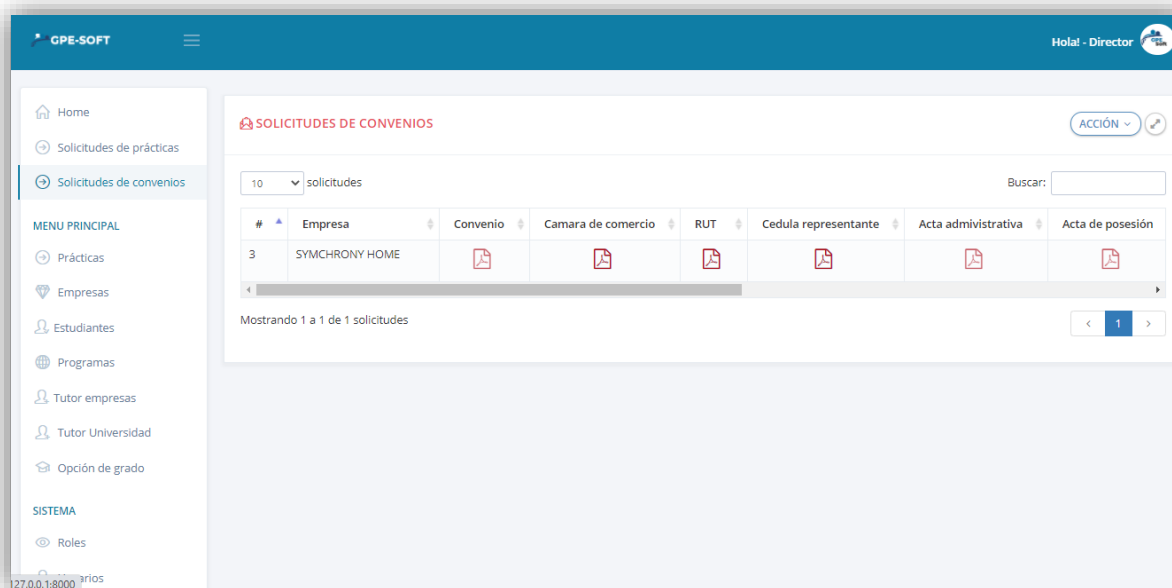 GPE-SOFT
Hola! - Director
Home
Solicitudes de prácticas
Solicitudes de convenios
MENU PRINCIPAL
Prácticas
Empresas
Estudiantes
Programas
Tutor empresas
Tutor Universidad
Opción de grado
SISTEMA
Roles
127.0.0.1:8000
SOLICITUDES DE CONVENIOS
ACCIÓN
10 solicitudes
Buscar:
# Empresa Convenio Camara de comercio RUT Cedula representante Acta admivistrativa Acta de posesión
3 SYMCHRONY HOME
Mostrando 1 a 1 de 1 solicitudes
< 1 >